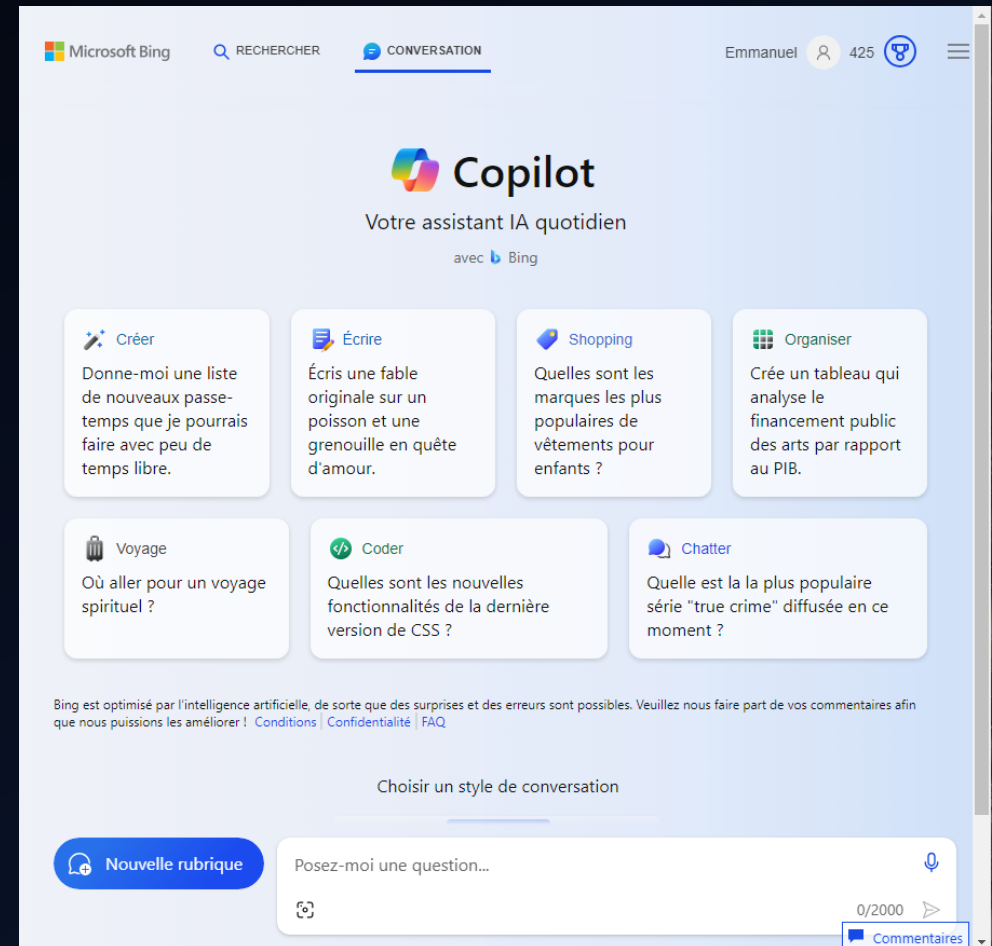 Microsoft Bing
RECHERCHER
CONVERSATION
Emmanuel
425
Copilot
Votre assistant IA quotidien
avec Bing
Créer
Donne-moi une liste
de nouveaux passe-
temps que je pourrais
faire avec peu de
temps libre.
Écrire
Écris une fable
originale sur un
poisson et une
grenouille en quête
d'amour.
Shopping
Quelles sont les
marques les plus
populaires de
vêtements pour
enfants ?
Organiser
Crée un tableau qui
analyse le
financement public
des arts par rapport
au PIB.
Voyage
Où aller pour un voyage
spirituel ?
Coder
Quelles sont les nouvelles
fonctionnalités de la dernière
version de CSS ?
Chatter
Quelle est la la plus populaire
série "true crime" diffusée en ce
moment ?
Bing est optimisé par l'intelligence artificielle, de sorte que des surprises et des erreurs sont possibles. Veuillez nous faire part de vos commentaires afin
que nous puissions les améliorer ! Conditions | Confidentialité | FAQ
Choisir un style de conversation
Nouvelle rubrique
Posez-moi une question...
0/2000
Commentaires